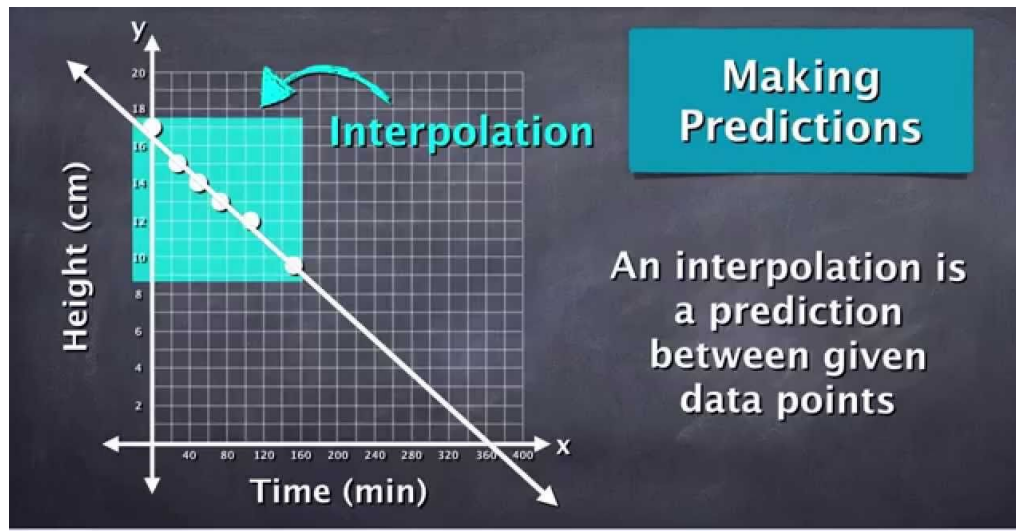 Making
Predictions
An interpolation is
a prediction
between given
data points
Interpolation
y
20
18
16
14
12
10
8
6
4
2
Height (cm)
40 80 120 160 200 240 280 320 360 400
x
Time (min)